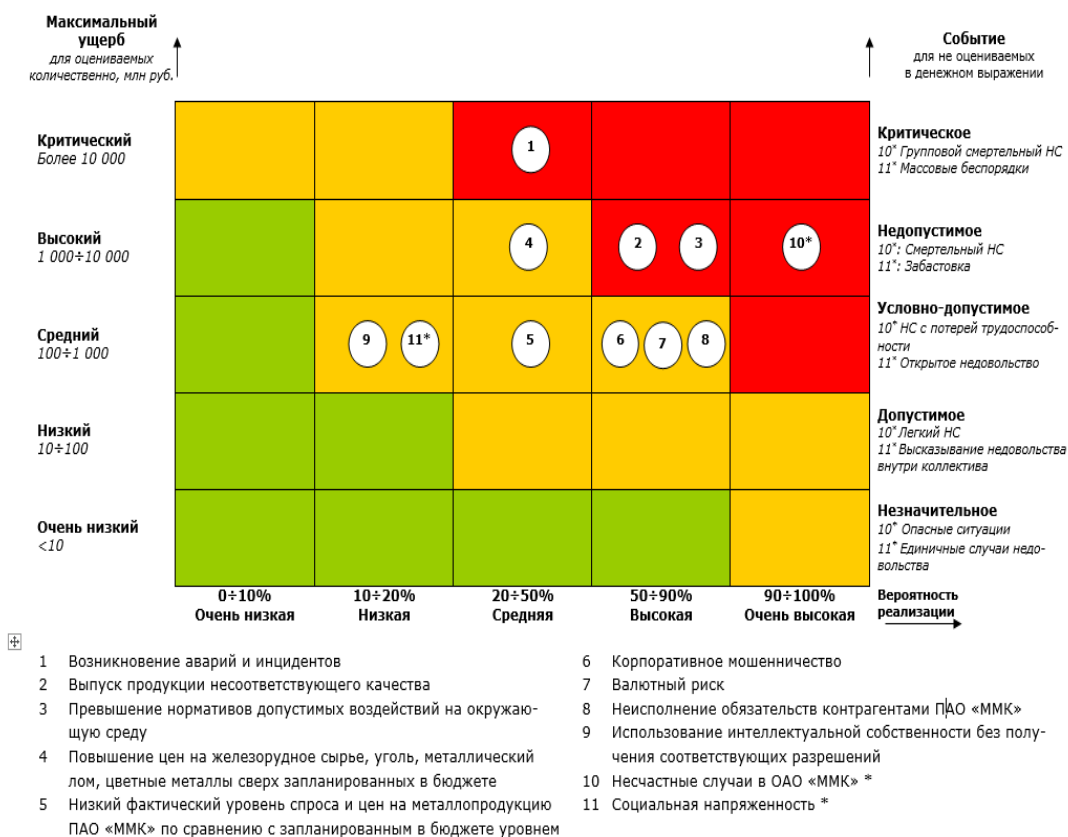 Максимальный
ущерб
для оцениваемых
количественно, млн руб.
Событие
для не оцениваемых
в денежном выражении
Критический
Более 10 000
1
Критическое
10* Групповой смертельный НС
11* Массовые беспорядки
Высокий
1 000÷10 000
4
2
3
10*
Недопустимое
10*: Смертельный НС
11*: Забастовка
Средний
100÷1 000
9
11*
5
6
7
8
Условно-допустимое
10* НС с потерей трудоспособ-
ности
11* Открытое недовольство
Низкий
10÷100
Допустимое
10* Легкий НС
11* Высказывание недовольства
внутри коллектива
Очень низкий
<10
Незначительное
10* Опасные ситуации
11* Единичные случаи недо-
вольства
0÷10%
Очень низкая
10÷20%
Низкая
20÷50%
Средняя
50÷90%
Высокая
90÷100%
Очень высокая
Вероятность
реализации
1 Возникновение аварий и инцидентов
2 Выпуск продукции несоответствующего качества
3 Превышение нормативов допустимых воздействий на окружаю-
щую среду
4 Повышение цен на железорудное сырье, уголь, металлический
лом, цветные металлы сверх запланированных в бюджете
5 Низкий фактический уровень спроса и цен на металлопродукцию
ПАО «ММК» по сравнению с запланированным в бюджете уровнем
6 Корпоративное мошенничество
7 Валютный риск
8 Неисполнение обязательств контрагентами ПАО «ММК»
9 Использование интеллектуальной собственности без полу-
чения соответствующих разрешений
10 Несчастные случаи в ОАО «ММК» *
11 Социальная напряженность *